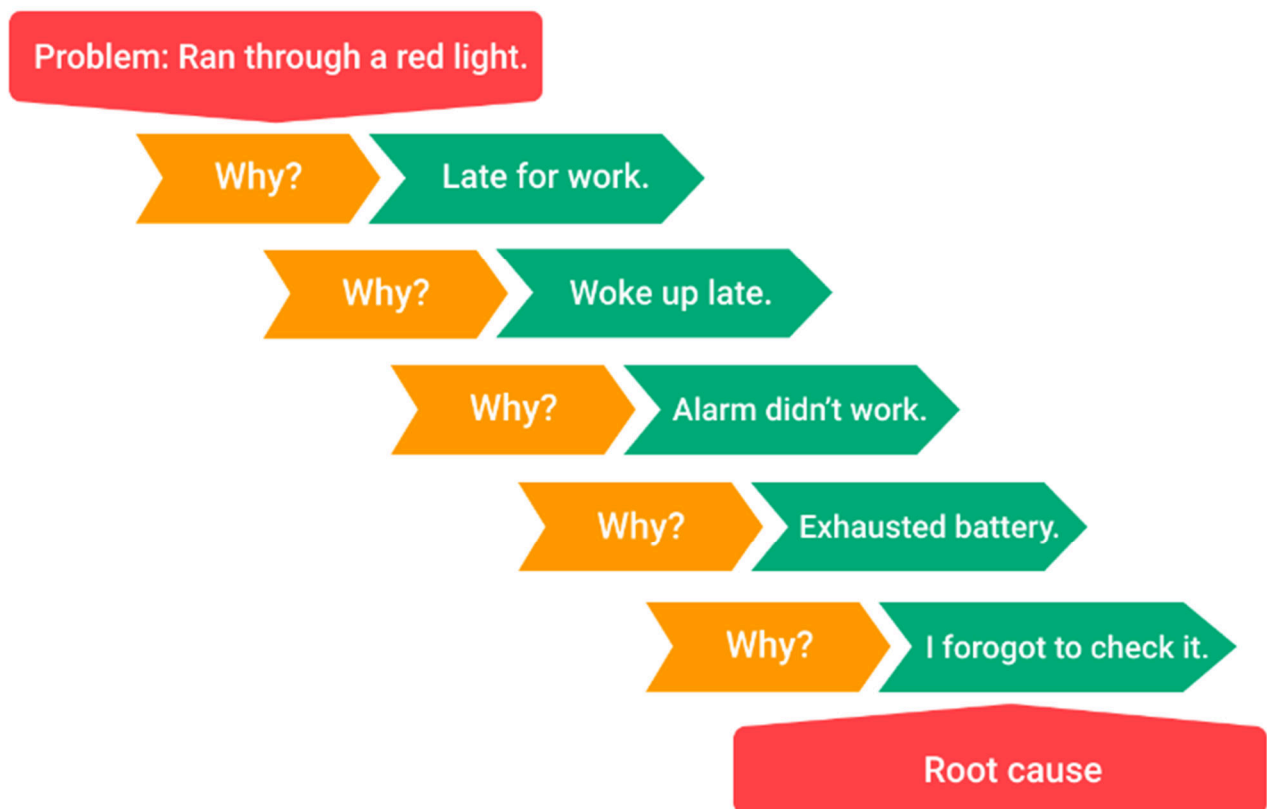 Problem: Ran through a red light.
Why? Late for work.
Why? Woke up late.
Why? Alarm didn’t work.
Why? Exhausted battery.
Why? I forogot to check it.
Root cause